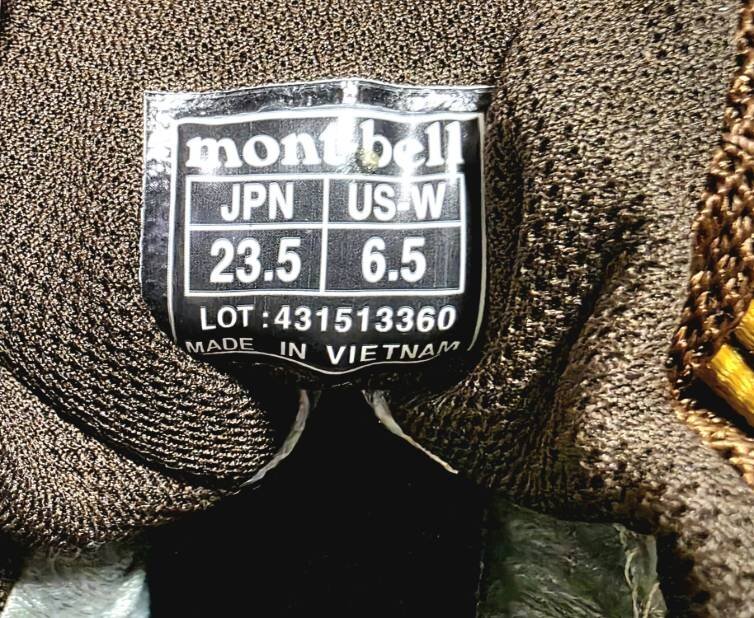 mont-bell
JPN US-W
23.5 6.5
LOT:431513360
MADE IN VIETNAM